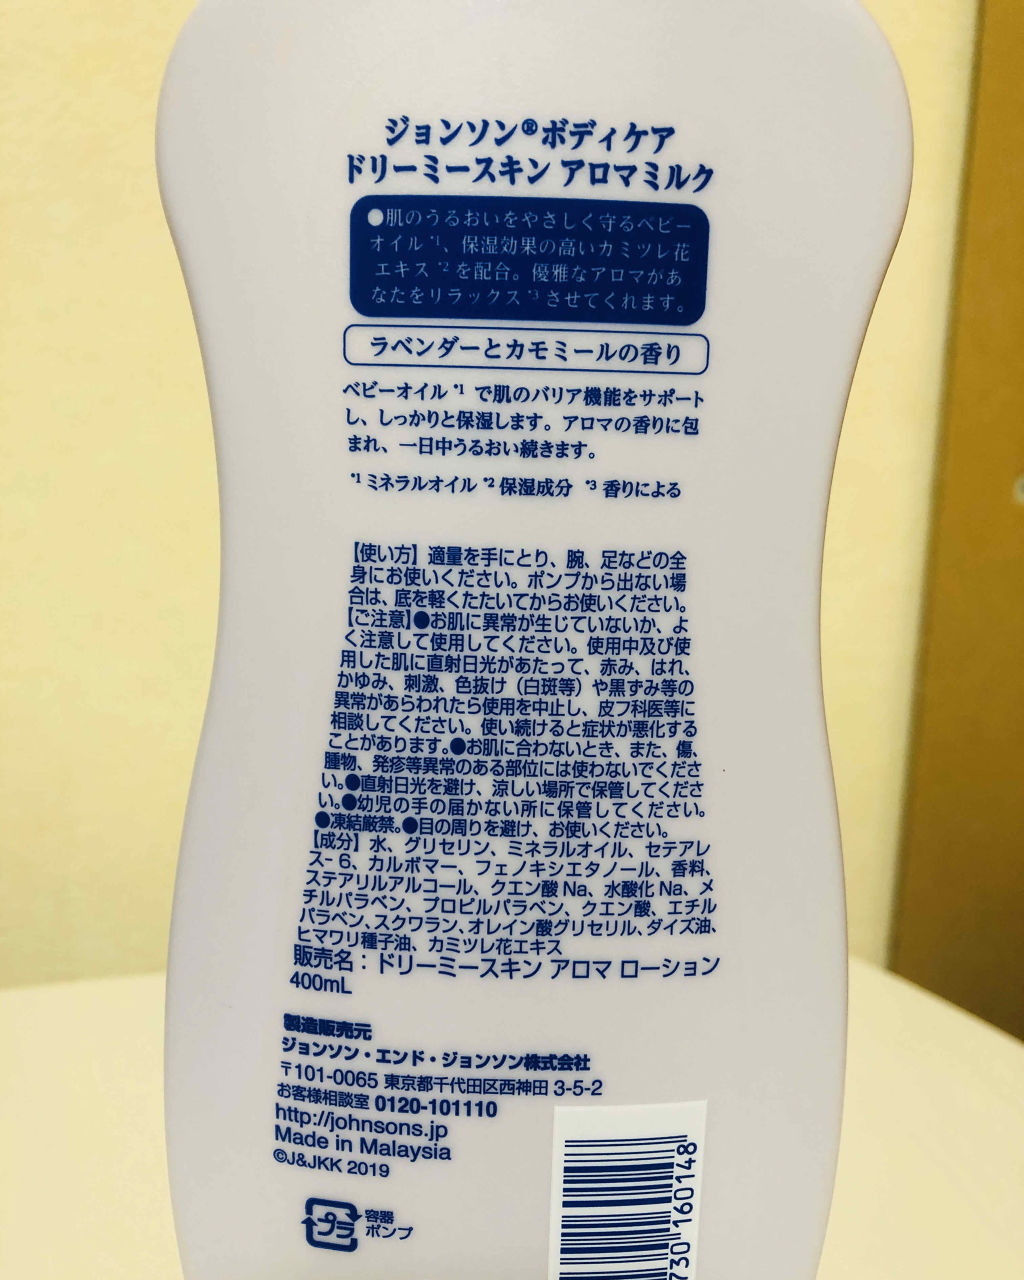 ジョンソン®ボディケア
ドリーミースキン アロマミルク
●肌のうるおいをやさしく守るベビー
オイル*1、保湿効果の高いカミツレ花
エキス*2を配合。優雅なアロマがあ
なたをリラックス*3させてくれます。
ラベンダーとカモミールの香り
ベビーオイル*1で肌のバリア機能をサポート
し、しっかりと保湿します。アロマの香りに包
まれ、一日中うるおい続きます。
*1ミネラルオイル *2保湿成分 *3香りによる
【使い方】適量を手にとり、腕、足などの全
身にお使いください。ポンプから出ない場
合は、底を軽くたたいてからお使いください。
【ご注意】●お肌に異常が生じていないか、よ
く注意して使用してください。使用中及び使
用した肌に直射日光があたって、赤み、はれ、
かゆみ、刺激、色抜け（白斑等）や黒ずみ等の
異常があらわれたら使用を中止し、皮フ科医等に
相談してください。使い続けると症状が悪化する
ことがあります。●お肌に合わないとき、また、傷、
腫物、発疹等異常のある部位には使わないでくださ
い。●直射日光を避け、涼しい場所で保管してくださ
い。●幼児の手の届かない所に保管してください。
●凍結厳禁。●目の周りを避け、お使いください。
【成分】水、グリセリン、ミネラルオイル、セテアレ
ス-6、カルボマー、フェノキシエタノール、香料、
ステアリルアルコール、クエン酸Na、水酸化Na、メ
チルパラベン、プロピルパラベン、クエン酸、エチル
パラベン、スクワラン、オレイン酸グリセリル、ダイズ油、
ヒマワリ種子油、カミツレ花エキス
販売名：ドリーミースキン アロマ ローション
400mL
製造販売元
ジョンソン・エンド・ジョンソン株式会社
〒101-0065 東京都千代田区西神田 3-5-2
お客様相談室 0120-101110
http://johnsons.jp
Made in Malaysia
©J&JKK 2019
プラ
容器
ポンプ
730 160148